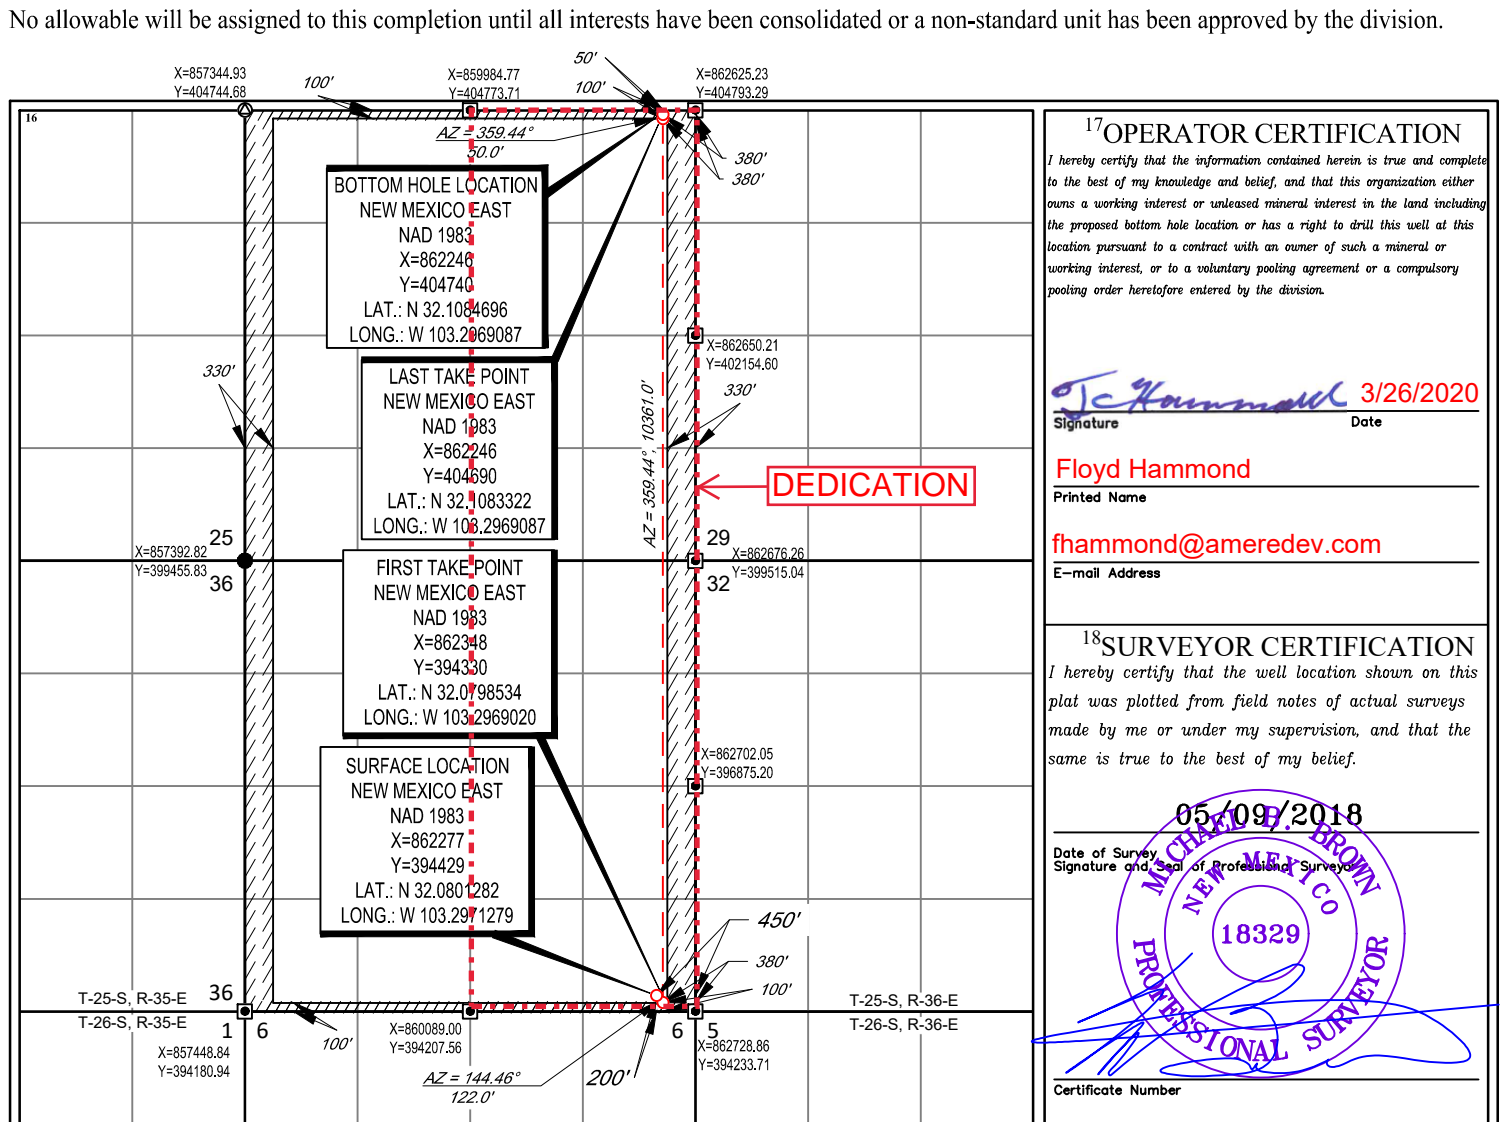 No allowable will be assigned to this completion until all interests have been consolidated or a non-standard unit has been approved by the division.
16
X=857344.93
Y=404744.68
100'
X=859984.77
Y=404773.71
50'
100'
X=862625.23
Y=404793.29
AZ = 359.44°
50.0'
380'
380'
BOTTOM HOLE LOCATION
NEW MEXICO EAST
NAD 1983
X=862246
Y=404740
LAT.: N 32.1084696
LONG.: W 103.2969087
X=862650.21
Y=402154.60
330'
330'
LAST TAKE POINT
NEW MEXICO EAST
NAD 1983
X=862246
Y=404690
LAT.: N 32.1083322
LONG.: W 103.2969087
AZ = 359.44°, 10361.0'
DEDICATION
25
36
X=857392.82
Y=399455.83
29
32
X=862676.26
Y=399515.04
FIRST TAKE POINT
NEW MEXICO EAST
NAD 1983
X=862348
Y=394330
LAT.: N 32.0798534
LONG.: W 103.2969020
X=862702.05
Y=396875.20
SURFACE LOCATION
NEW MEXICO EAST
NAD 1983
X=862277
Y=394429
LAT.: N 32.0801282
LONG.: W 103.2971279
450'
380'
100'
T-25-S, R-35-E
36
T-26-S, R-35-E
1
6
X=857448.84
Y=394180.94
100'
X=860089.00
Y=394207.56
AZ = 144.46°
122.0'
200'
6
5
X=862728.86
Y=394233.71
T-25-S, R-36-E
T-26-S, R-36-E
17OPERATOR CERTIFICATION
I hereby certify that the information contained herein is true and complete
to the best of my knowledge and belief, and that this organization either
owns a working interest or unleased mineral interest in the land including
the proposed bottom hole location or has a right to drill this well at this
location pursuant to a contract with an owner of such a mineral or
working interest, or to a voluntary pooling agreement or a compulsory
pooling order heretofore entered by the division.
3/26/2020
Signature
Date
Floyd Hammond
Printed Name
fhammond@ameredev.com
E-mail Address
18SURVEYOR CERTIFICATION
I hereby certify that the well location shown on this
plat was plotted from field notes of actual surveys
made by me or under my supervision, and that the
same is true to the best of my belief.
05/09/2018
Date of Survey
Signature and Seal of Professional Surveyor
MICHAEL B. BROWN
NEW MEXICO
18329
PROFESSIONAL SURVEYOR
Certificate Number